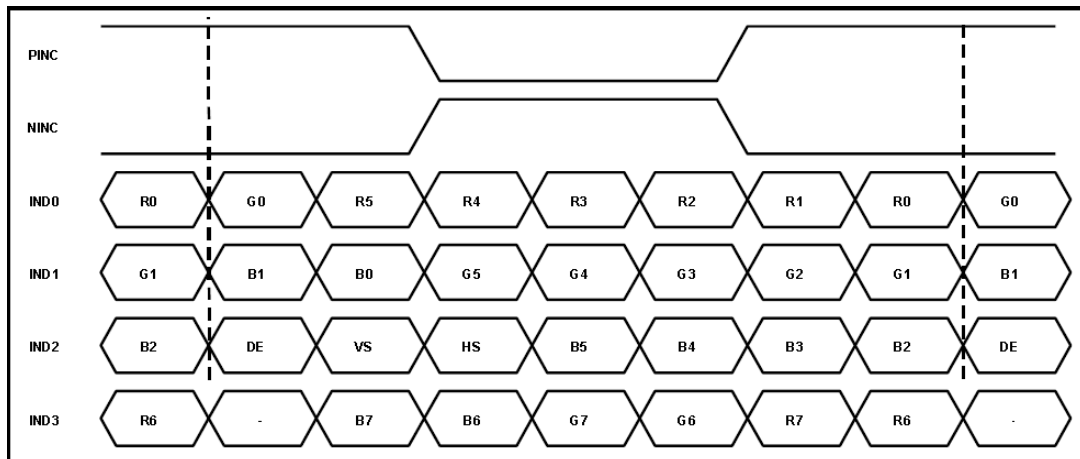 PINC
NINC
IND0 R0 G0 R5 R4 R3 R2 R1 R0 G0
IND1 G1 B1 B0 G5 G4 G3 G2 G1 B1
IND2 B2 DE VS HS B5 B4 B3 B2 DE
IND3 R6 - B7 B6 G7 G6 R7 R6 -